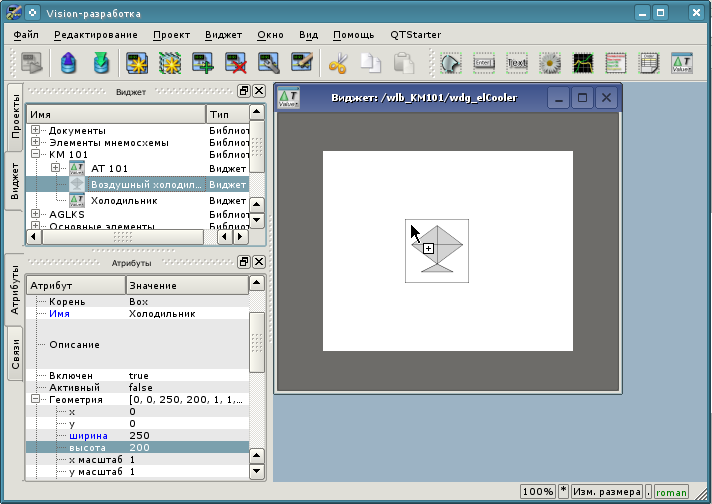 Vision-разработка
Файл Редактирование Проект Виджет Окно Вид Помощь QTStarter
Виджет
Проекты
Виджет
Имя Тип
Документы Библиот
Элементы мнемосхемы Библиот
КМ 101 Библиот
АТ 101 Виджет
Воздушный холодил... Виджет
Холодильник Виджет
AGLKS Библиот
Основные элементы Библиот
Виджет: /wlb_KM101/wdg_elCooler
Атрибуты
Атрибуты
Связи
Атрибут Значение
Корень Box
Имя Холодильник
Описание
Включен true
Активный false
Геометрия [0, 0, 250, 200, 1, 1,...
x 0
y 0
ширина 250
высота 200
x масштаб 1
y масштаб 1
100% * Изм. размера . roman